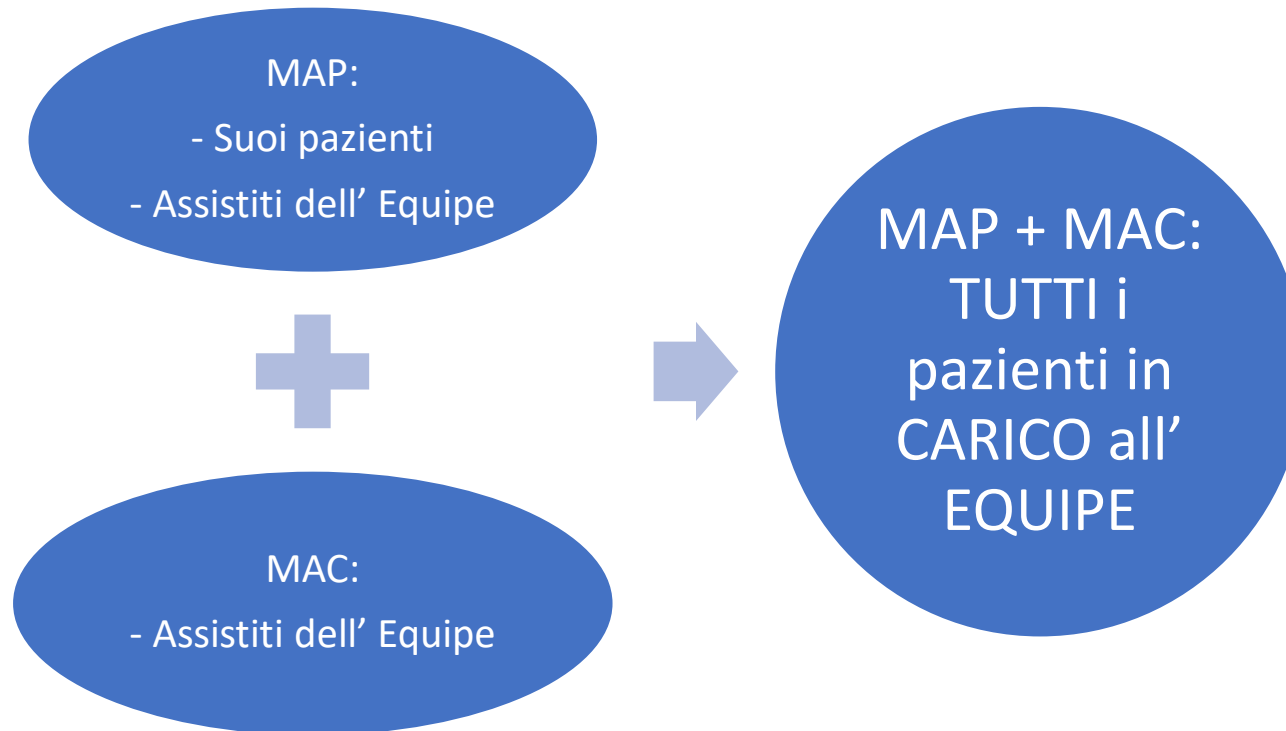 MAP:
- Suoi pazienti
- Assistiti dell’ Equipe
MAC:
- Assistiti dell’ Equipe
MAP + MAC:
TUTTI i
pazienti in
CARICO all’
EQUIPE